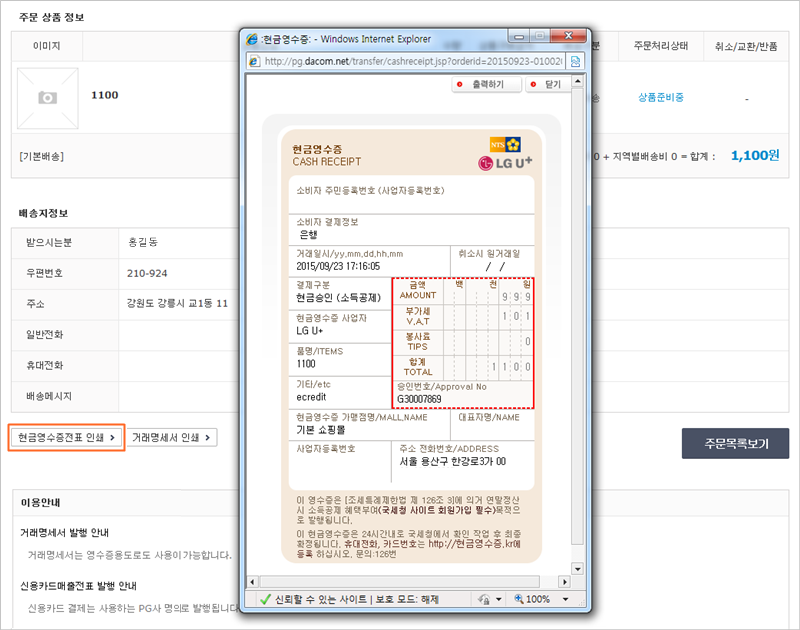 주문 상품 정보
이미지
분
주문처리상태
취소/교환/반품
1100
송
상품준비중
-
[기본배송]
0 + 지역별배송비 0 = 합계 :
1,100원
배송지정보
받으시는분
홍길동
우편번호
210-924
주소
강원도 강릉시 교1동 11
일반전화
휴대전화
배송메시지
현금영수증전표 인쇄 >
거래명세서 인쇄 >
주문목록보기
이용안내
거래명세서 발행 안내
거래명세서는 영수증용도로도 사용이 가능합니다.
신용카드매출전표 발행 안내
신용카드 결제는 사용하는 PG사 명의로 발행됩니다
:현금영수증: - Windows Internet Explorer
http://pg.dacom.net/transfer/cashreceipt.jsp?orderid=20150923-01002
출력하기
닫기
현금영수증
CASH RECEIPT
NTS
LG U+
소비자 주민등록번호 (사업자등록번호)
소비자 결제정보
은행
거래일시/yy,mm,dd,hh,mm
취소시 원거래일
2015/09/23 17:16:05
/ /
결제구분
현금승인 (소득공제)
금액
백 천 원
AMOUNT
9 9 9
현금영수증 사업자
LG U+
부가세
V.A.T
1 0 1
봉사료
TIPS
0
품명/ITEMS
1100
합계
TOTAL
1 1 0 0
기타/etc
ecredit
승인번호/Approval No
G30007869
현금영수증 가맹점명/MALL,NAME
대표자명/NAME
기본 쇼핑몰
사업자등록번호
주소 전화번호/ADDRESS
서울 용산구 한강로3가 00
이 영수증은 [조세특례제한법 제 126조 3]에 의거 연말정산
시 소득공제 혜택부여(국세청 사이트 회원가입 필수)목적으
로 발행됩니다.
이 현금영수증은 24시간내로 국세청에서 확인 작업 후 최종
확정됩니다. 휴대전화, 카드번호는 http://현금영수증.kr에
등록 하십시오. 문의:126번
신뢰할 수 있는 사이트 | 보호 모드: 해제
100%